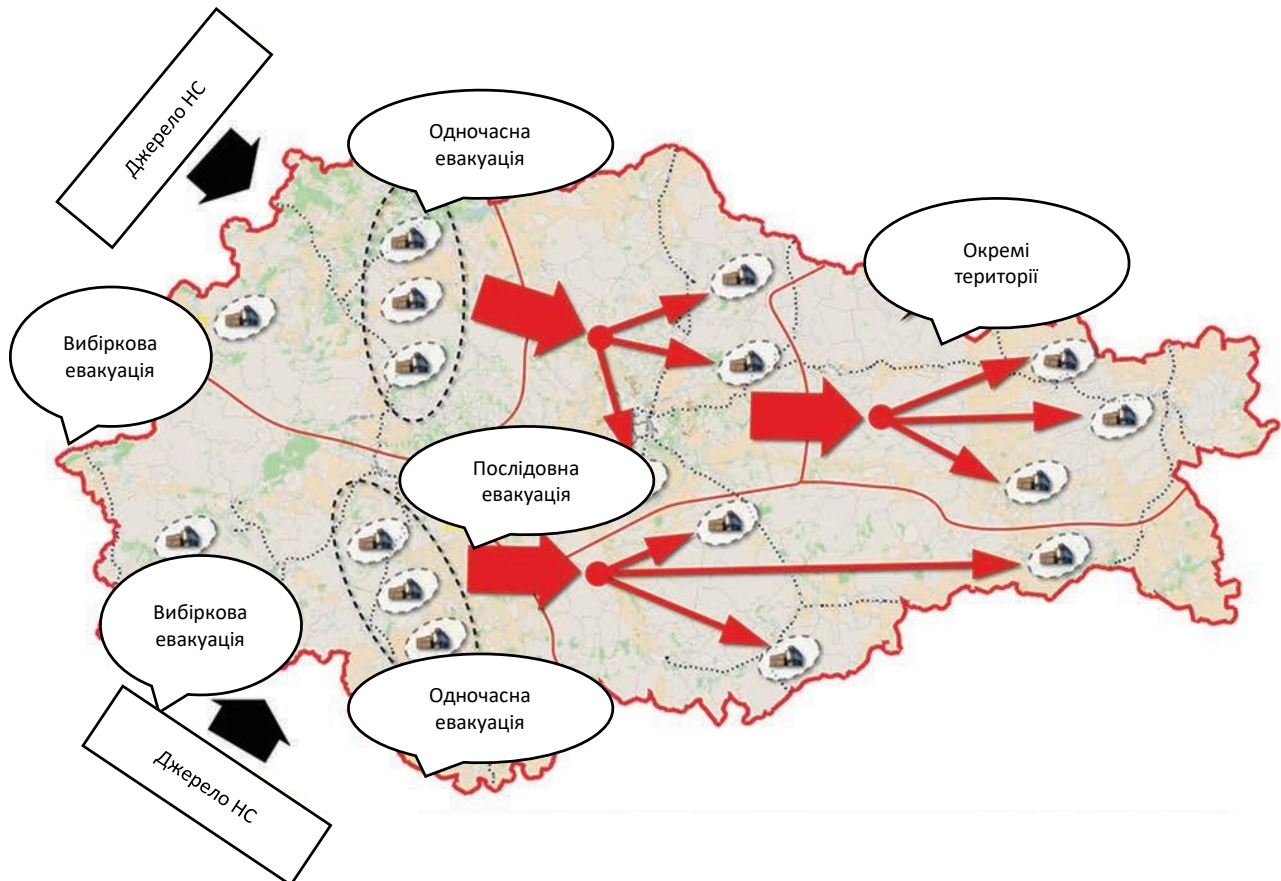 Джерело НС
Одночасна
евакуація
Окремі
території
Вибіркова
евакуація
Послідовна
евакуація
Вибіркова
евакуація
Одночасна
евакуація
Джерело НС